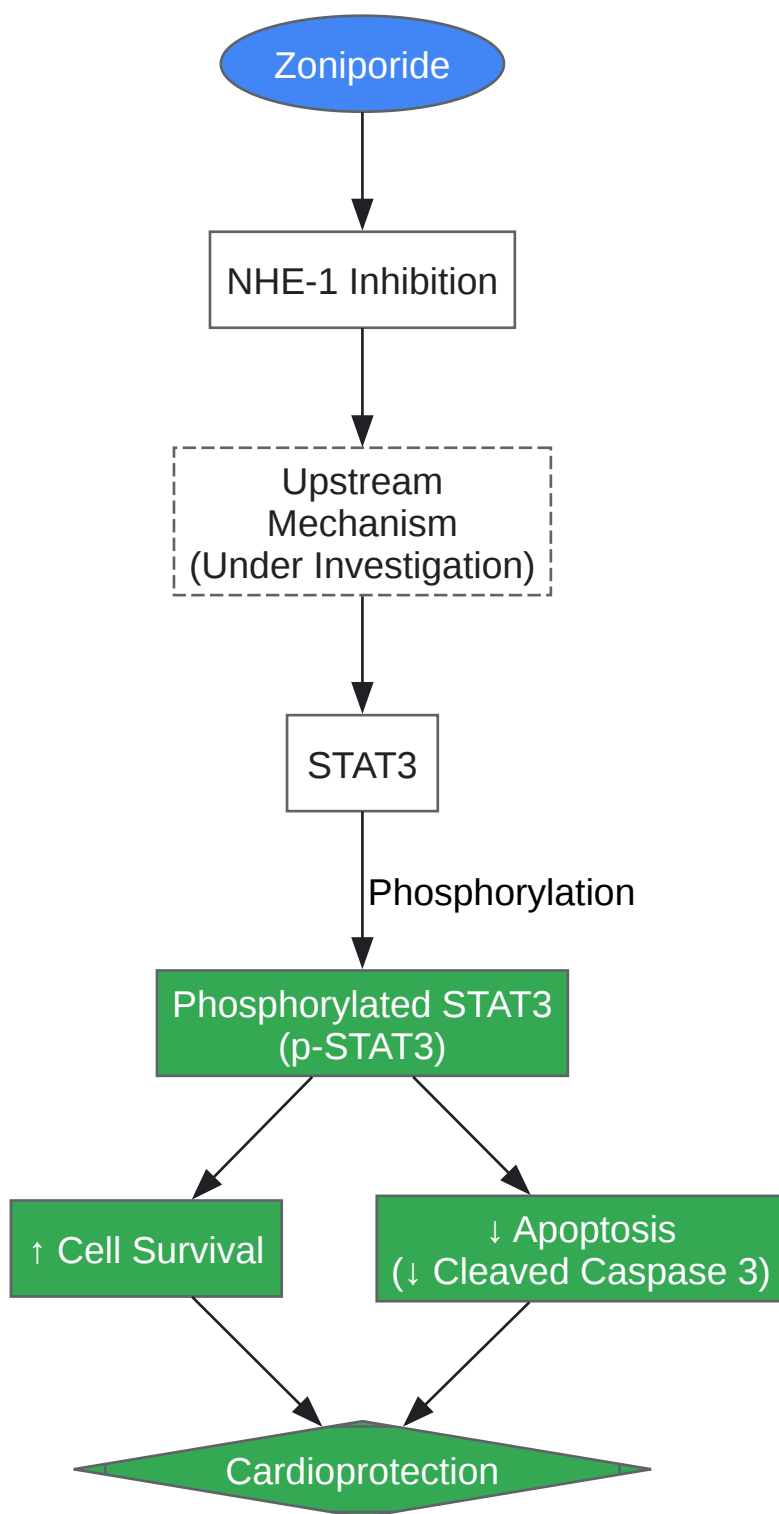 Zoniporide
NHE-1 Inhibition
Upstream
Mechanism
(Under Investigation)
STAT3
Phosphorylation
Phosphorylated STAT3
(p-STAT3)
↑ Cell Survival
↓ Apoptosis
(↓ Cleaved Caspase 3)
Cardioprotection